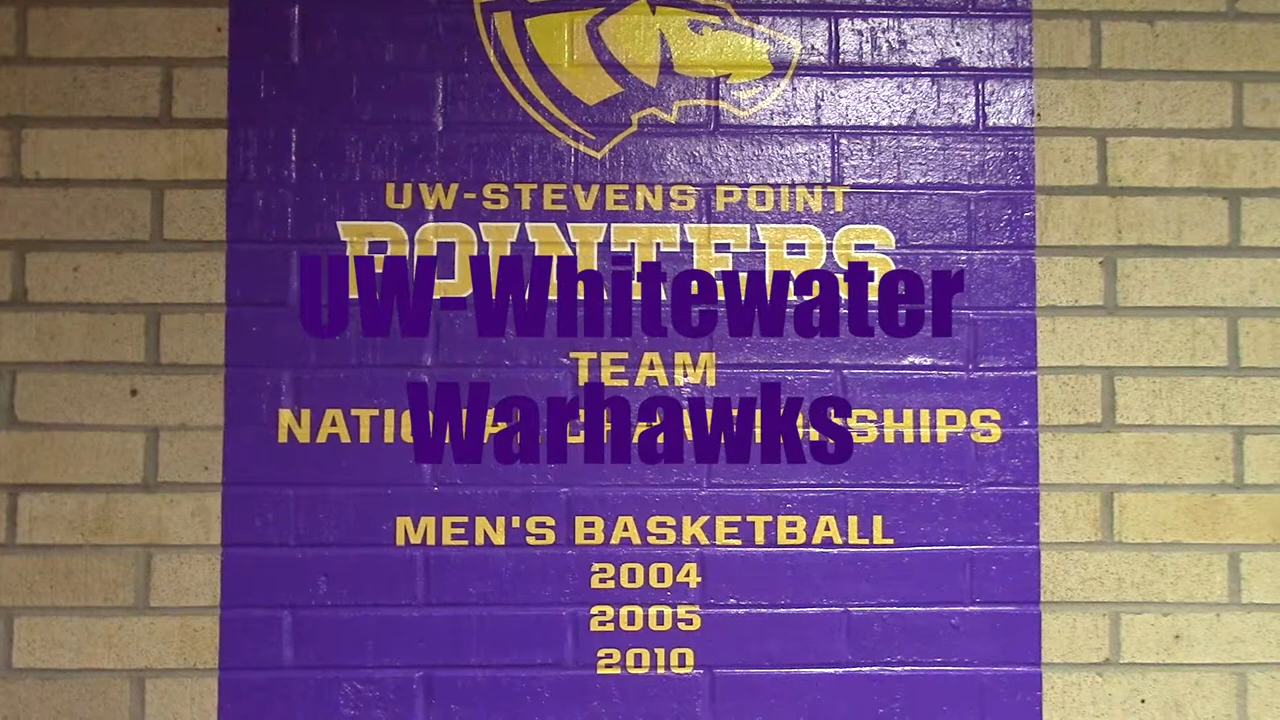 UW-STEVENS POINT
POINTERS
UW-Whitewater
TEAM
Warhawks
NATIONAL CHAMPIONSHIPS
MEN'S BASKETBALL
2004
2005
2010